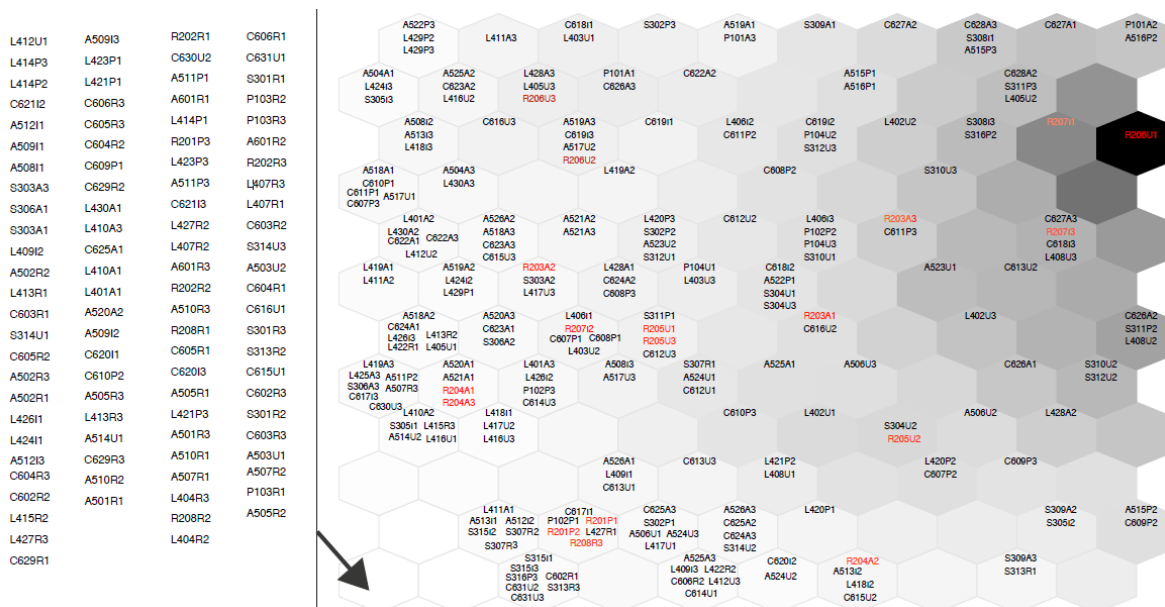 L412U1
L414P3
L414P2
C621I2
A512I1
A509I1
A508I1
S303A3
S306A1
S303A1
L409I2
A502R2
L413R1
C603R1
S314U1
C605R2
A502R3
A502R1
L426I1
L424I1
A512I3
C604R3
C602R2
L415R2
L427R3
C629R1
A509I3
L423P1
L421P1
C606R3
C605R3
C604R2
C609P1
C629R2
L430A1
L410A3
C625A1
L410A1
L401A1
A520A2
A509I2
C620I1
C610P2
A505R3
L413R3
A514U1
C629R3
A510R2
A501R1
R202R1
C630U2
A511P1
A601R1
L414P1
R201P3
L423P3
A511P3
C621I3
L427R2
L407R2
A601R3
R202R2
A510R3
R208R1
C605R1
C620I3
A505R1
L421P3
A501R3
A510R1
A507R1
L404R3
R208R2
L404R2
C606R1
C631U1
S301R1
P103R2
P103R3
A601R2
R202R3
L407R3
L407R1
C603R2
S314U3
A503U2
C604R1
C616U1
S301R3
S313R2
C615U1
C602R3
S301R2
C603R3
A503U1
A507R2
P103R1
A505R2
A522P3 C618I1 S302P3 A519A1 S309A1 C627A2 C628A3 C627A1 P101A2
L429P2 L411A3 L403U1 P101A3 S308I1 A516P2
L429P3 A515P3
A504A1 A525A2 L428A3 P101A1 C622A2 A515P1 C628A2
L424I3 C623A2 L405U3 C626A3 A516P1 S311P3
S305I3 L416U2 R206U3 L405U2
A508I2 C616U3 A519A3 C619I1 L406I2 C619I2 L402U2 S308I3 R207I1
A513I3 C619I3 C611P2 P104U2 S316P2 R206U1
L418I3 A517U2 S312U3
R206U2
A518A1 A504A3 L419A2 C608P2 S310U3
C610P1 L430A3
C611P1 A517U1
C607P3
L401A2 A526A2 A521A2 L420P3 C612U2 L406I3 R203A3 C627A3
L430A2 A518A3 A521A3 S302P2 P102P2 C611P3 R207I3
C622A1 C622A3 C623A3 A523U2 P104U3 C618I3
L412U2 C615U3 S312U1 S310U1 L408U3
L419A1 A519A2 R203A2 L428A1 P104U1 C618I2 A523U1 C613U2
L411A2 L424I2 S303A2 C624A2 L403U3 A522P1
L429P1 L417U3 C608P3 S304U1
S304U3
A518A2 A520A3 L406I1 S311P1 R203A1 L402U3 C626A2
C624A1 C623A1 R207I2 R205U1 C616U2 S311P2
L426I3 L413R2 S306A2 C607P1 C608P1 R205U3 L408U2
L422R1 L405U1 L403U2 C612U3
L419A3 A520A1 L401A3 A508I3 S307R1 A525A1 A506U3 C626A1 S310U2
L425A3 A511P2 A521A1 L426I2 A517U3 A524U1 S312U2
S306A3 A507R3 R204A1 P102P3 C612U1
C617I3 R204A3 C614U3
C630U3
L410A2 L418I1 C610P3 L402U1 A506U2 L428A2
S305I1 L415R3 L417U2 S304U2
A514U2 L416U1 L416U3 R205U2
A526A1 C613U3 L421P2 L420P2 C609P3
L409I1 L408U1 C607P2
C613U1
L411A1 C617I1 C625A3 A526A3 L420P1 S309A2 A515P2
A513I1 A512I2 P102P1 R201P1 S302P1 C625A2 S305I2 C609P2
S315I2 S307R2 R201P2 L427R1 A506U1 A524U3 C624A3
S307R3 R208R3 L417U1 S314U2
S315I1 A525A3 C620I2 R204A2 S309A3
S315I3 L409I3 L422R2 A513I2 S313R1
S316P3 C602R1 C606R2 L412U3 A524U2 L418I2
C631U2 S313R3 C614U1 C615U2
C631U3